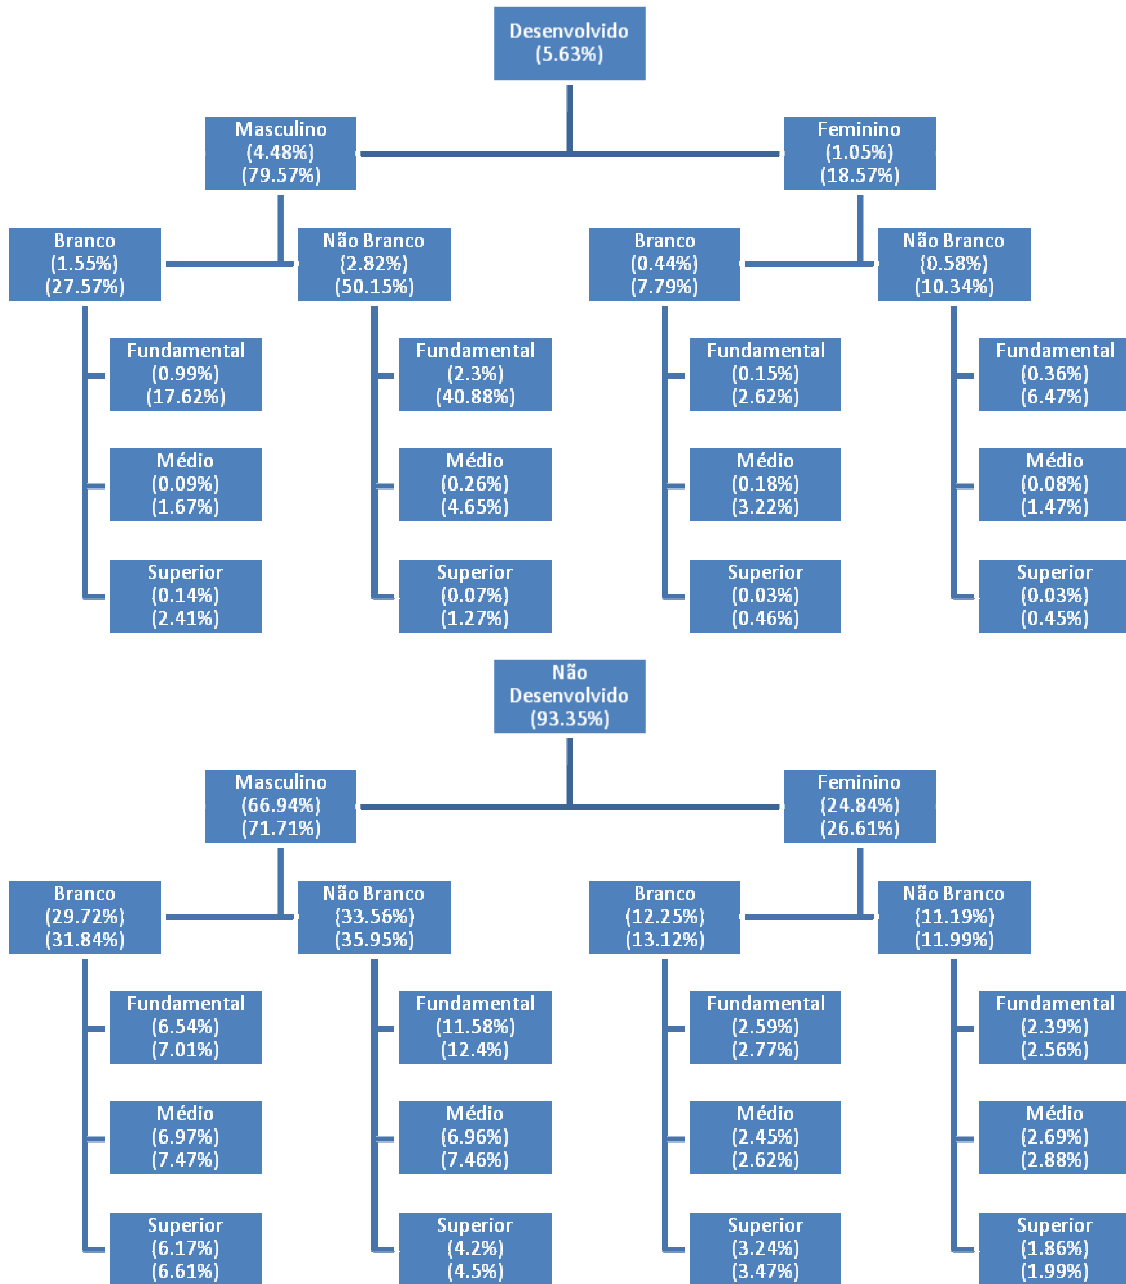 Desenvolvido
(5.63%)
Masculino
(4.48%)
(79.57%)
Feminino
(1.05%)
(18.57%)
Branco
(1.55%)
(27.57%)
Não Branco
(2.82%)
(50.15%)
Branco
(0.44%)
(7.79%)
Não Branco
(0.58%)
(10.34%)
Fundamental
(0.99%)
(17.62%)
Fundamental
(2.3%)
(40.88%)
Fundamental
(0.15%)
(2.62%)
Fundamental
(0.36%)
(6.47%)
Médio
(0.09%)
(1.67%)
Médio
(0.26%)
(4.65%)
Médio
(0.18%)
(3.22%)
Médio
(0.08%)
(1.47%)
Superior
(0.14%)
(2.41%)
Superior
(0.07%)
(1.27%)
Superior
(0.03%)
(0.46%)
Superior
(0.03%)
(0.45%)
Não
Desenvolvido
(93.35%)
Masculino
(66.94%)
(71.71%)
Feminino
(24.84%)
(26.61%)
Branco
(29.72%)
(31.84%)
Não Branco
(33.56%)
(35.95%)
Branco
(12.25%)
(13.12%)
Não Branco
(11.19%)
(11.99%)
Fundamental
(6.54%)
(7.01%)
Fundamental
(11.58%)
(12.4%)
Fundamental
(2.59%)
(2.77%)
Fundamental
(2.39%)
(2.56%)
Médio
(6.97%)
(7.47%)
Médio
(6.96%)
(7.46%)
Médio
(2.45%)
(2.62%)
Médio
(2.69%)
(2.88%)
Superior
(6.17%)
(6.61%)
Superior
(4.2%)
(4.5%)
Superior
(3.24%)
(3.47%)
Superior
(1.86%)
(1.99%)